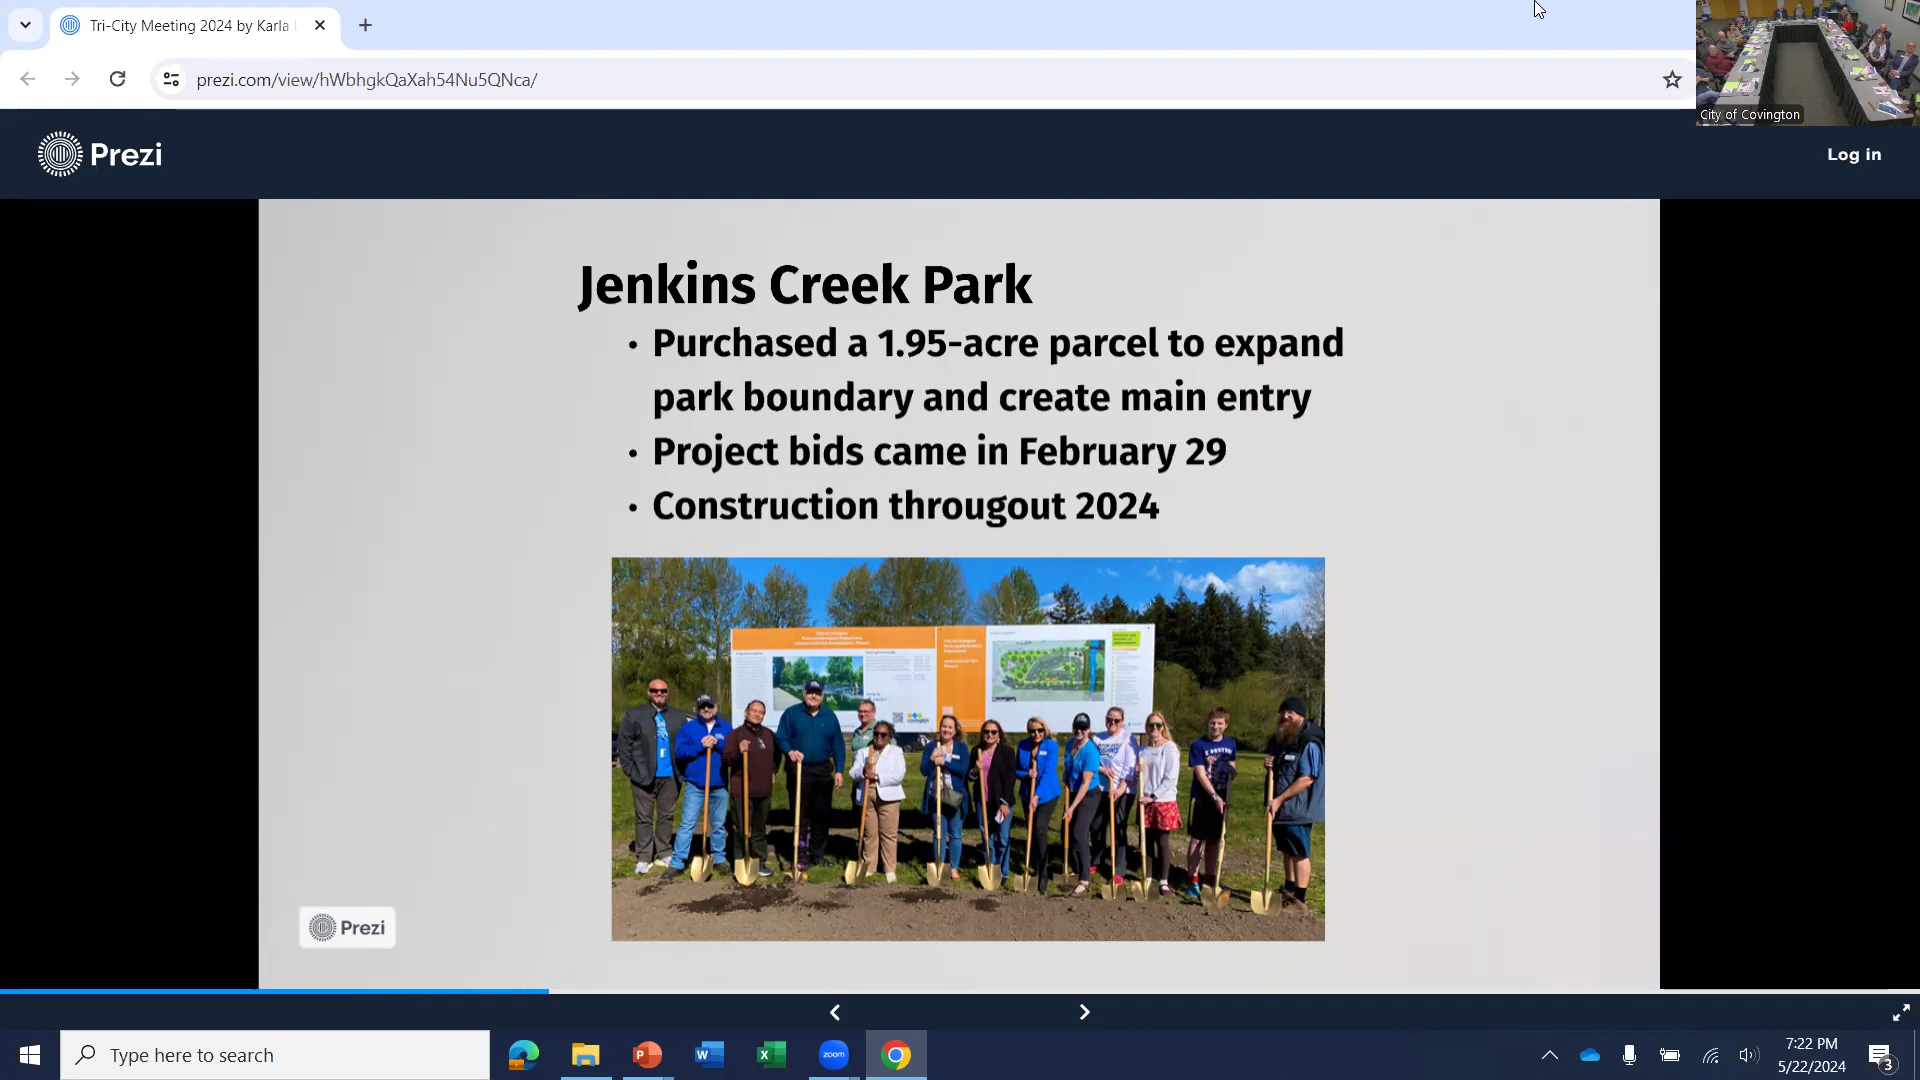 Tri-City Meeting 2024 by Karla
prezi.com/view/hWbhgkQaXah54Nu5QNca/
City of Covington
Prezi
Log in
Jenkins Creek Park
• Purchased a 1.95-acre parcel to expand
park boundary and create main entry
• Project bids came in February 29
• Construction througout 2024
Prezi
Type here to search
zoom
7:22 PM
5/22/2024
3